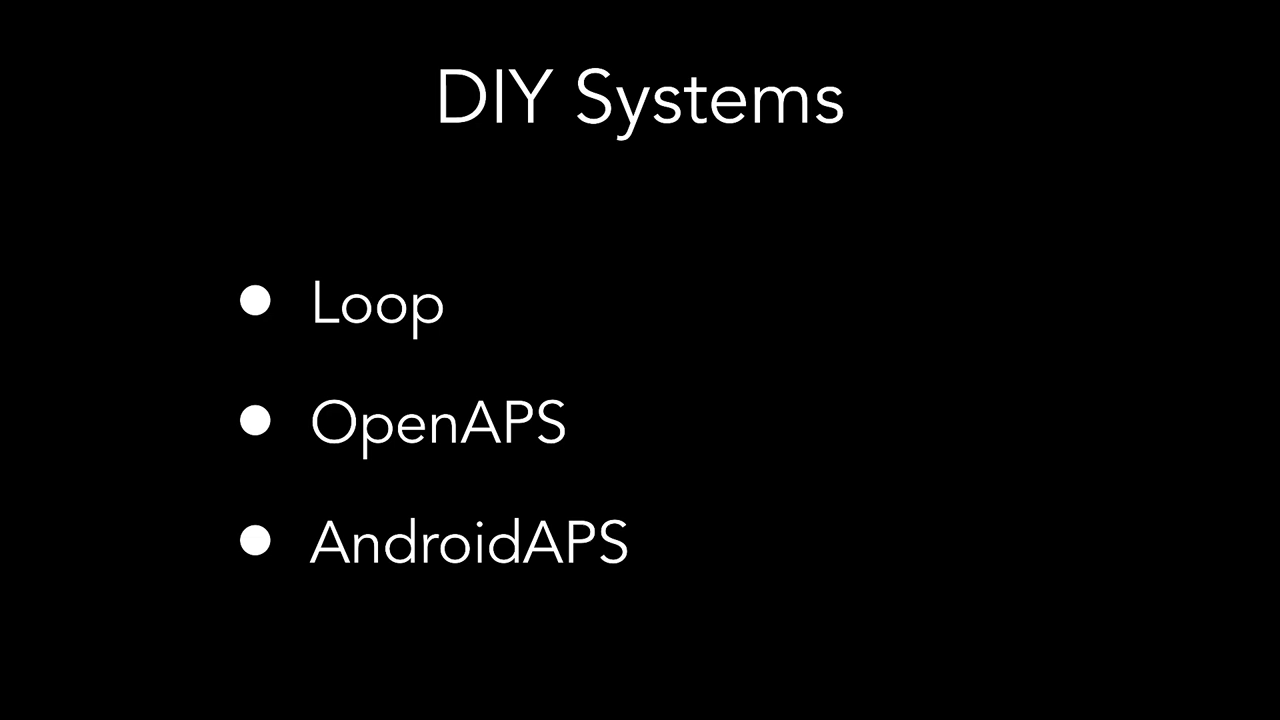 DIY Systems
• Loop
• OpenAPS
• AndroidAPS